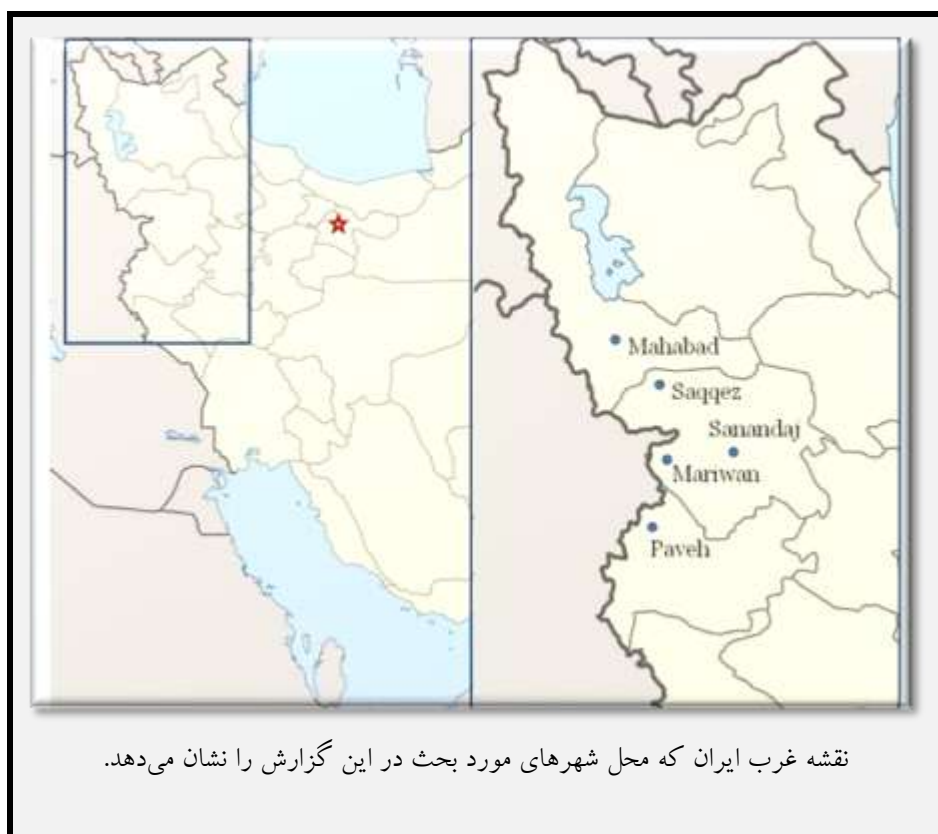 Mahabad
Saqqez
Sanandaj
Mariwan
Paveh
نقشه غرب ایران که محل شهرهای مورد بحث در این گزارش را نشان می‌دهد.